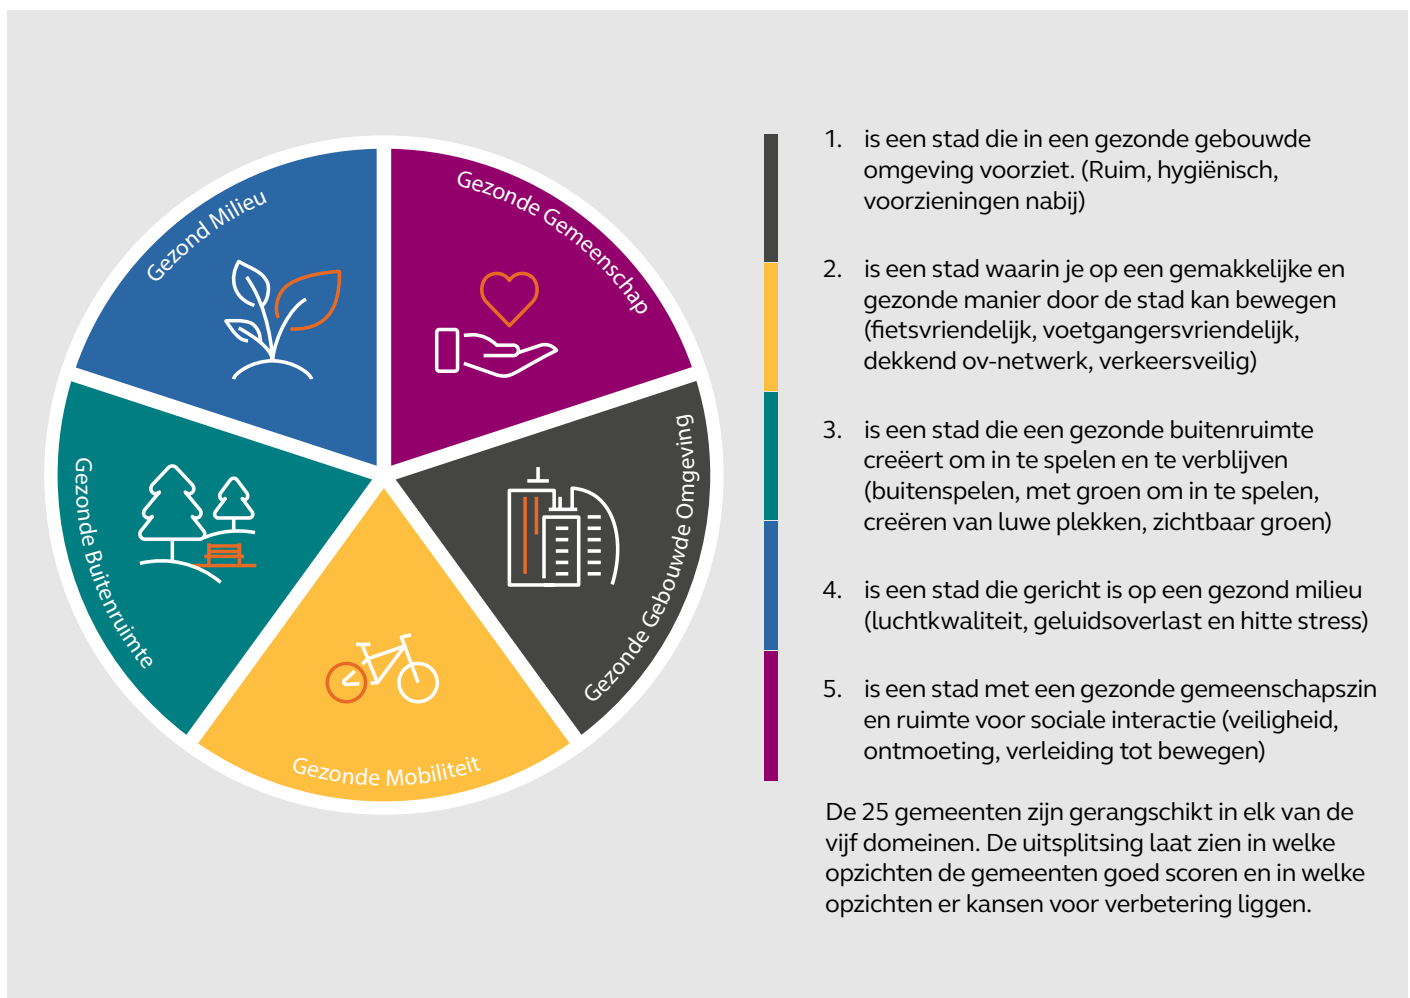 Gezond Milieu
Gezonde Gemeenschap
Gezonde Gebouwde Omgeving
Gezonde Mobiliteit
Gezonde Buitenruimte
1. is een stad die in een gezonde gebouwde
omgeving voorziet. (Ruim, hygiënisch,
voorzieningen nabij)
2. is een stad waarin je op een gemakkelijke en
gezonde manier door de stad kan bewegen
(fietsvriendelijk, voetgangersvriendelijk,
dekkend ov-netwerk, verkeersveilig)
3. is een stad die een gezonde buitenruimte
creëert om in te spelen en te verblijven
(buitenspelen, met groen om in te spelen,
creëren van luwe plekken, zichtbaar groen)
4. is een stad die gericht is op een gezond milieu
(luchtkwaliteit, geluidsoverlast en hitte stress)
5. is een stad met een gezonde gemeenschapszin
en ruimte voor sociale interactie (veiligheid,
ontmoeting, verleiding tot bewegen)
De 25 gemeenten zijn gerangschikt in elk van de
vijf domeinen. De uitsplitsing laat zien in welke
opzichten de gemeenten goed scoren en in welke
opzichten er kansen voor verbetering liggen.